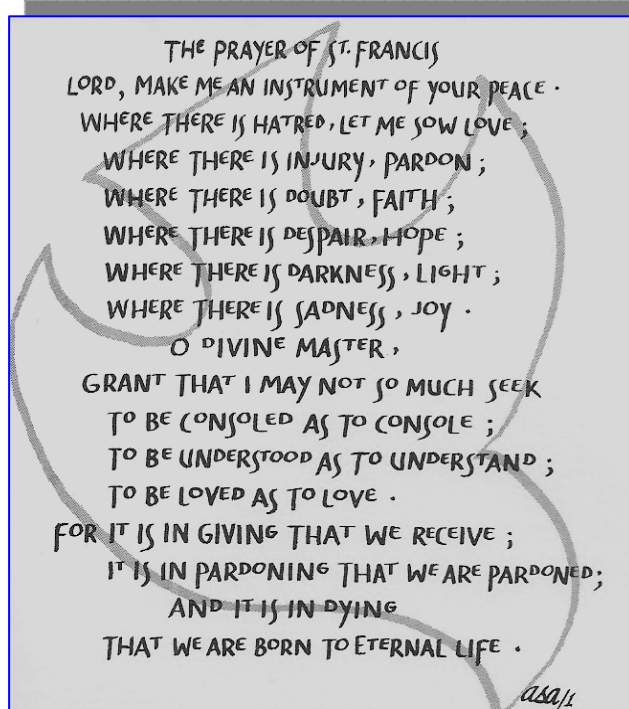 THE PRAYER OF ST. FRANCIS
LORD, MAKE ME AN INSTRUMENT OF YOUR PEACE .
WHERE THERE IS HATRED, LET ME SOW LOVE ;
WHERE THERE IS INJURY, PARDON ;
WHERE THERE IS DOUBT, FAITH ;
WHERE THERE IS DESPAIR, HOPE ;
WHERE THERE IS DARKNESS, LIGHT ;
WHERE THERE IS SADNESS, JOY .
O DIVINE MASTER,
GRANT THAT I MAY NOT SO MUCH SEEK
TO BE CONSOLED AS TO CONSOLE ;
TO BE UNDERSTOOD AS TO UNDERSTAND ;
TO BE LOVED AS TO LOVE .
FOR IT IS IN GIVING THAT WE RECEIVE ;
IT IS IN PARDONING THAT WE ARE PARDONED;
AND IT IS IN DYING
THAT WE ARE BORN TO ETERNAL LIFE .
asa/1